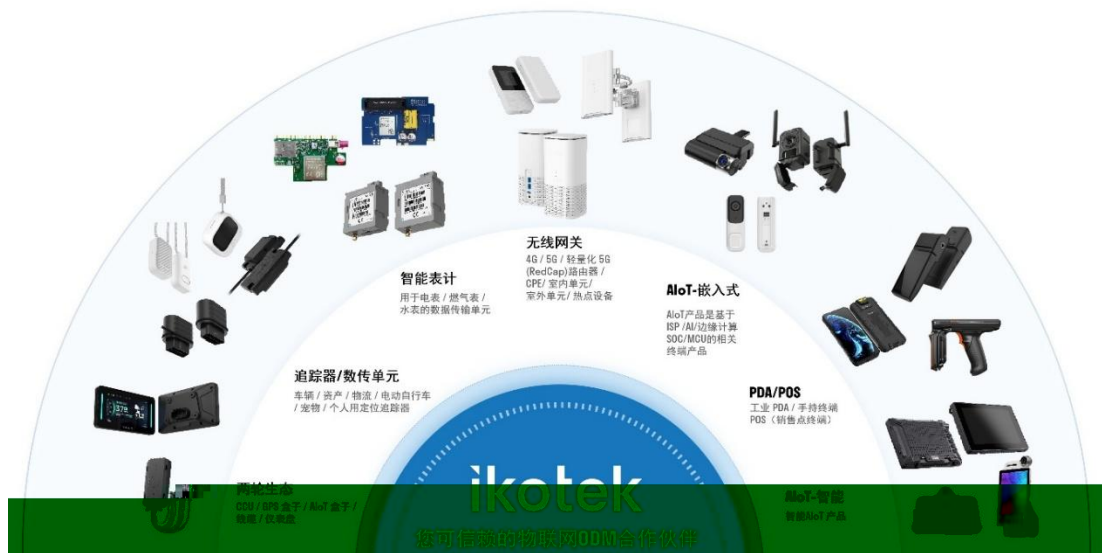 无线网关
4G / 5G / 轻量化 5G
(RedCap)路由器 /
CPE/ 室内单元/
室外单元/ 热点设备
智能表计
用于电表 / 燃气表 /
水表的数据传输单元
AIoT-嵌入式
AIoT产品是基于
ISP /AI/边缘计算
SOC/MCU的相关
终端产品
追踪器/数传单元
车辆 / 资产 / 物流 / 电动自行车
/ 宠物 / 个人用定位追踪器
PDA/POS
工业 PDA / 手持终端
POS（销售点终端）
两轮生态
CCU / GPS 盒子 / AIoT 盒子 /
线缆 / 仪表盘
AIoT-智能
智能AIoT产品
ikotek
您可信赖的物联网ODM合作伙伴